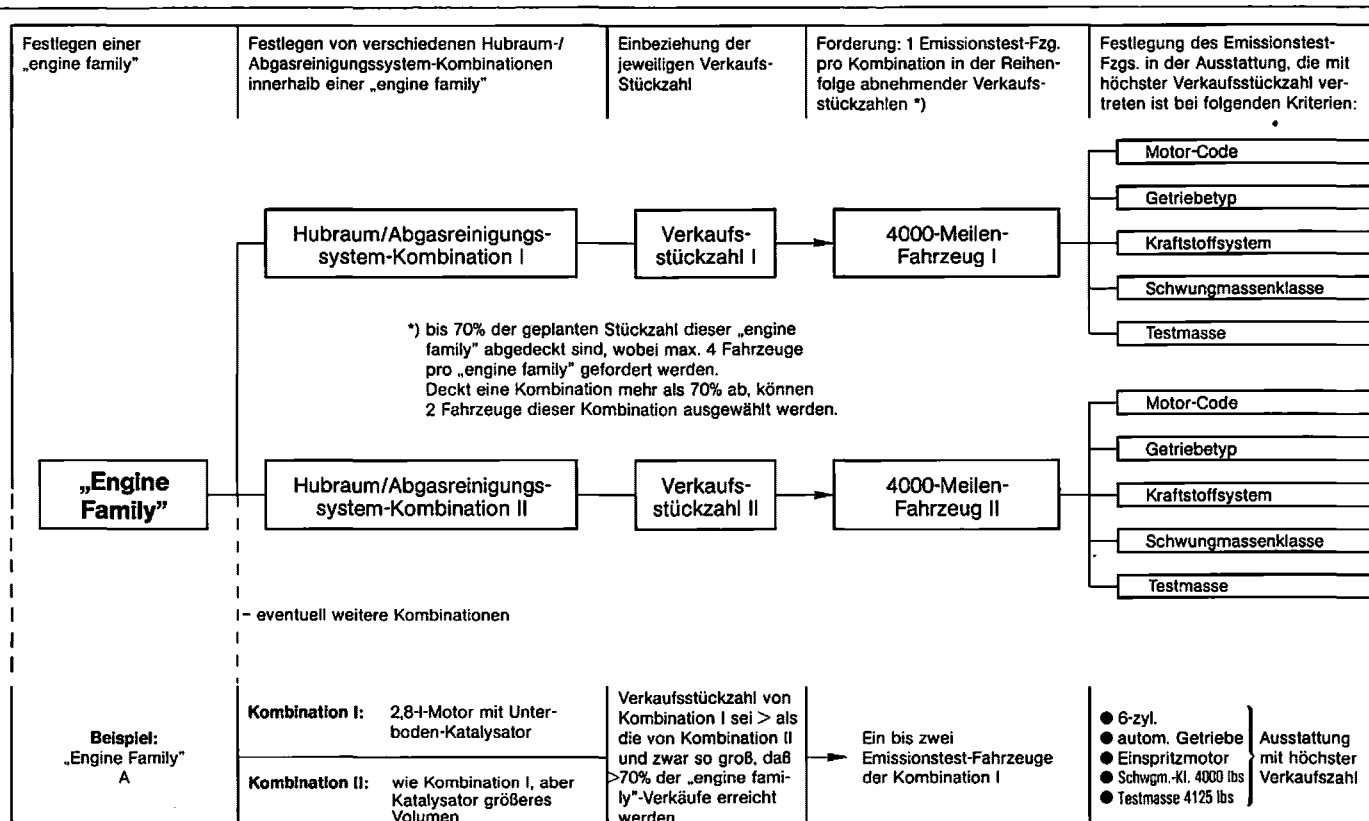 Festlegen einer
„engine family”
Festlegen von verschiedenen Hubraum-/
Abgasreinigungssystem-Kombinationen
innerhalb einer „engine family”
Einbeziehung der
jeweiligen Verkaufs-
Stückzahl
Forderung: 1 Emissionstest-Fzg.
pro Kombination in der Reihen-
folge abnehmender Verkaufs-
stückzahlen *)
Festlegung des Emissionstest-
Fzgs. in der Ausstattung, die mit
höchster Verkaufsstückzahl ver-
treten ist bei folgenden Kriterien:
Hubraum/Abgasreinigungs-
system-Kombination I
Verkaufs-
stückzahl I
4000-Meilen-
Fahrzeug I
Motor-Code
Getriebetyp
Kraftstoffsystem
Schwungmassenklasse
Testmasse
*) bis 70% der geplanten Stückzahl dieser „engine
family” abgedeckt sind, wobei max. 4 Fahrzeuge
pro „engine family” gefordert werden.
Deckt eine Kombination mehr als 70% ab, können
2 Fahrzeuge dieser Kombination ausgewählt werden.
„Engine
Family”
Hubraum/Abgasreinigungs-
system-Kombination II
Verkaufs-
stückzahl II
4000-Meilen-
Fahrzeug II
Motor-Code
Getriebetyp
Kraftstoffsystem
Schwungmassenklasse
Testmasse
– eventuell weitere Kombinationen
Beispiel:
„Engine Family”
A
Kombination I: 2,8-l-Motor mit Unter-
boden-Katalysator
Kombination II: wie Kombination I, aber
Katalysator größeres
Volumen
Verkaufsstückzahl von
Kombination I sei > als
die von Kombination II
und zwar so groß, daß
>70% der „engine fami-
ly”-Verkäufe erreicht
werden
Ein bis zwei
Emissionstest-Fahrzeuge
der Kombination I
● 6-zyl.
● autom. Getriebe
● Einspritzmotor
● Schwgm.-Kl. 4000 lbs
● Testmasse 4125 lbs
Ausstattung
mit höchster
Verkaufszahl